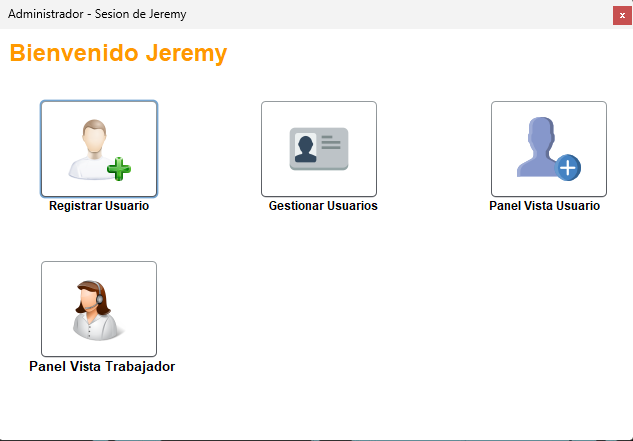 Administrador - Sesion de Jeremy
x
Bienvenido Jeremy
Registrar Usuario
Gestionar Usuarios
Panel Vista Usuario
Panel Vista Trabajador